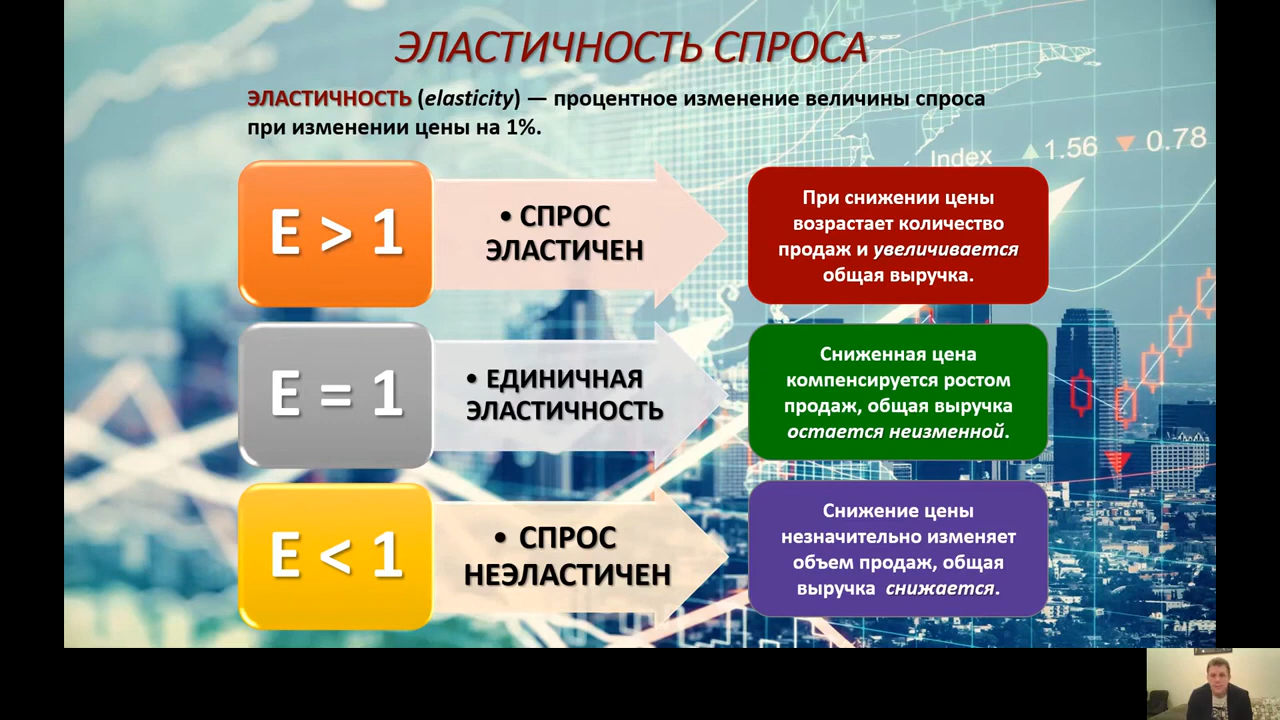 ЭЛАСТИЧНОСТЬ СПРОСА
ЭЛАСТИЧНОСТЬ (elasticity) — процентное изменение величины спроса
при изменении цены на 1%.
Index ▲1.56 ▼0.78
E > 1
• СПРОС
ЭЛАСТИЧЕН
При снижении цены
возрастает количество
продаж и увеличивается
общая выручка.
E = 1
• ЕДИНИЧНАЯ
ЭЛАСТИЧНОСТЬ
Сниженная цена
компенсируется ростом
продаж, общая выручка
остается неизменной.
E < 1
• СПРОС
НЕЭЛАСТИЧЕН
Снижение цены
незначительно изменяет
объем продаж, общая
выручка снижается.